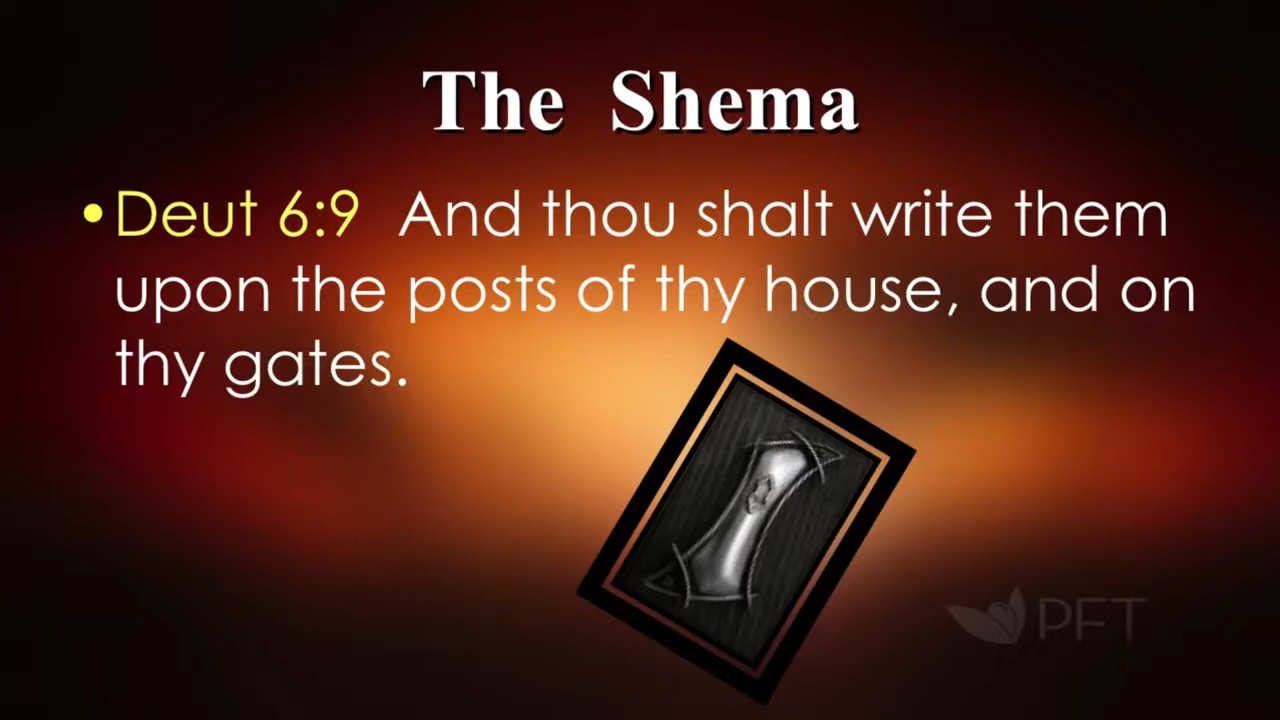 The Shema
•Deut 6:9 And thou shalt write them
upon the posts of thy house, and on
thy gates.
PFT